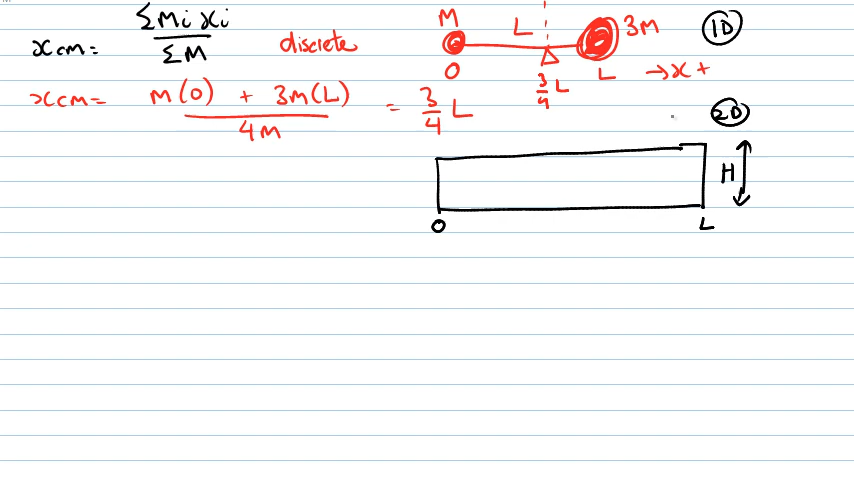 xcm = ΣMi xi / ΣM discrete
M L 3M 1D
0 3/4 L L → x +
xcm = M(0) + 3M(L) / 4M = 3/4 L
2D
H
0 L